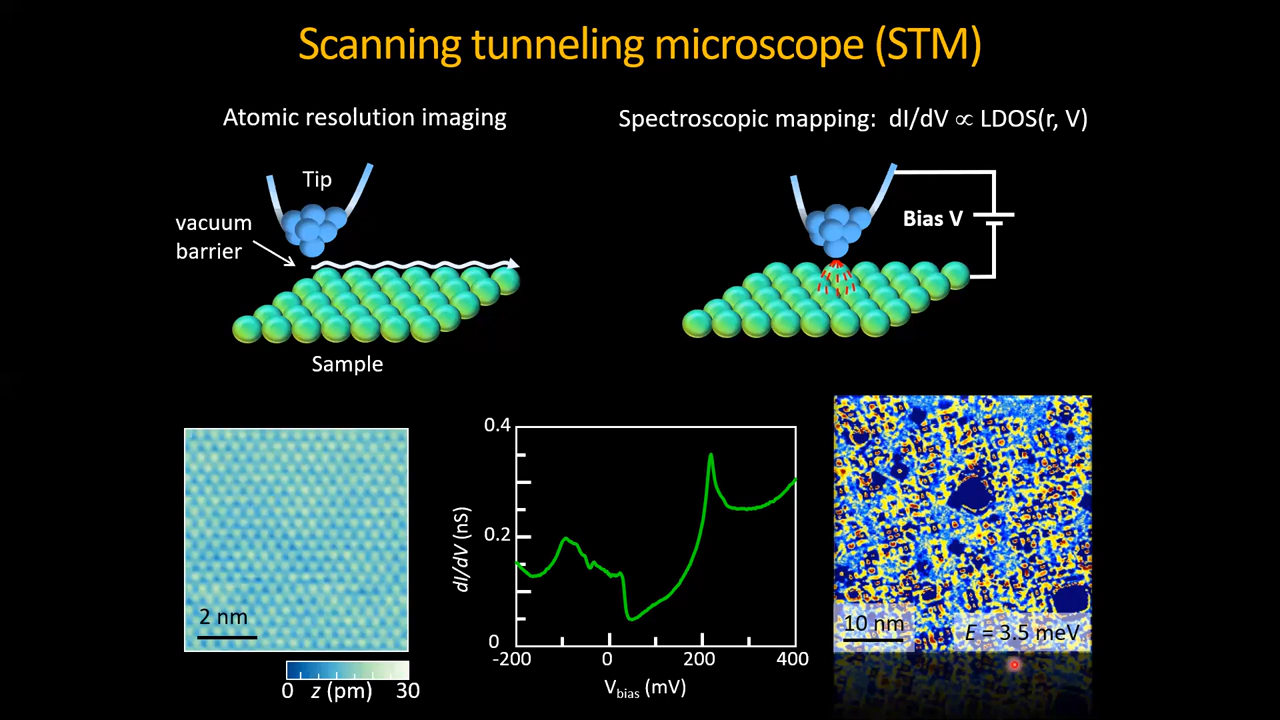 Scanning tunneling microscope (STM)
Atomic resolution imaging
Tip
vacuum
barrier
Sample
Spectroscopic mapping: dI/dV ∝ LDOS(r, V)
Bias V
2 nm
0 z (pm) 30
0.4
0.2
0
dI/dV (nS)
-200 0 200 400
V_bias (mV)
10 nm
E = 3.5 meV